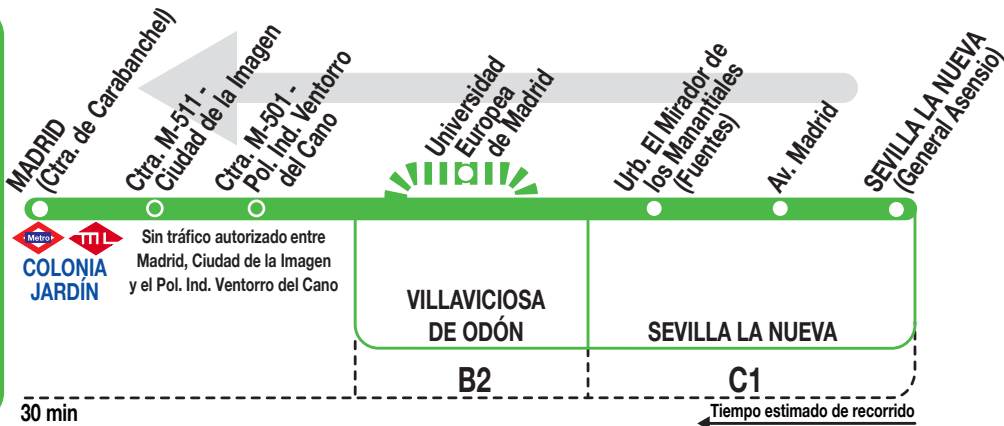 MADRID
(Ctra. de Carabanchel)
Ctra. M-511 -
Ciudad de la Imagen
Ctra. M-501 -
Pol. Ind. Ventorro
del Cano
Universidad
Europea
de Madrid
Urb. El Mirador de
los Manantiales
(Fuentes)
Av. Madrid
SEVILLA LA NUEVA
(General Asensio)
Metro
ML
COLONIA
JARDÍN
Sin tráfico autorizado entre
Madrid, Ciudad de la Imagen
y el Pol. Ind. Ventorro del Cano
VILLAVICIOSA
DE ODÓN
SEVILLA LA NUEVA
B2
C1
30 min
Tiempo estimado de recorrido